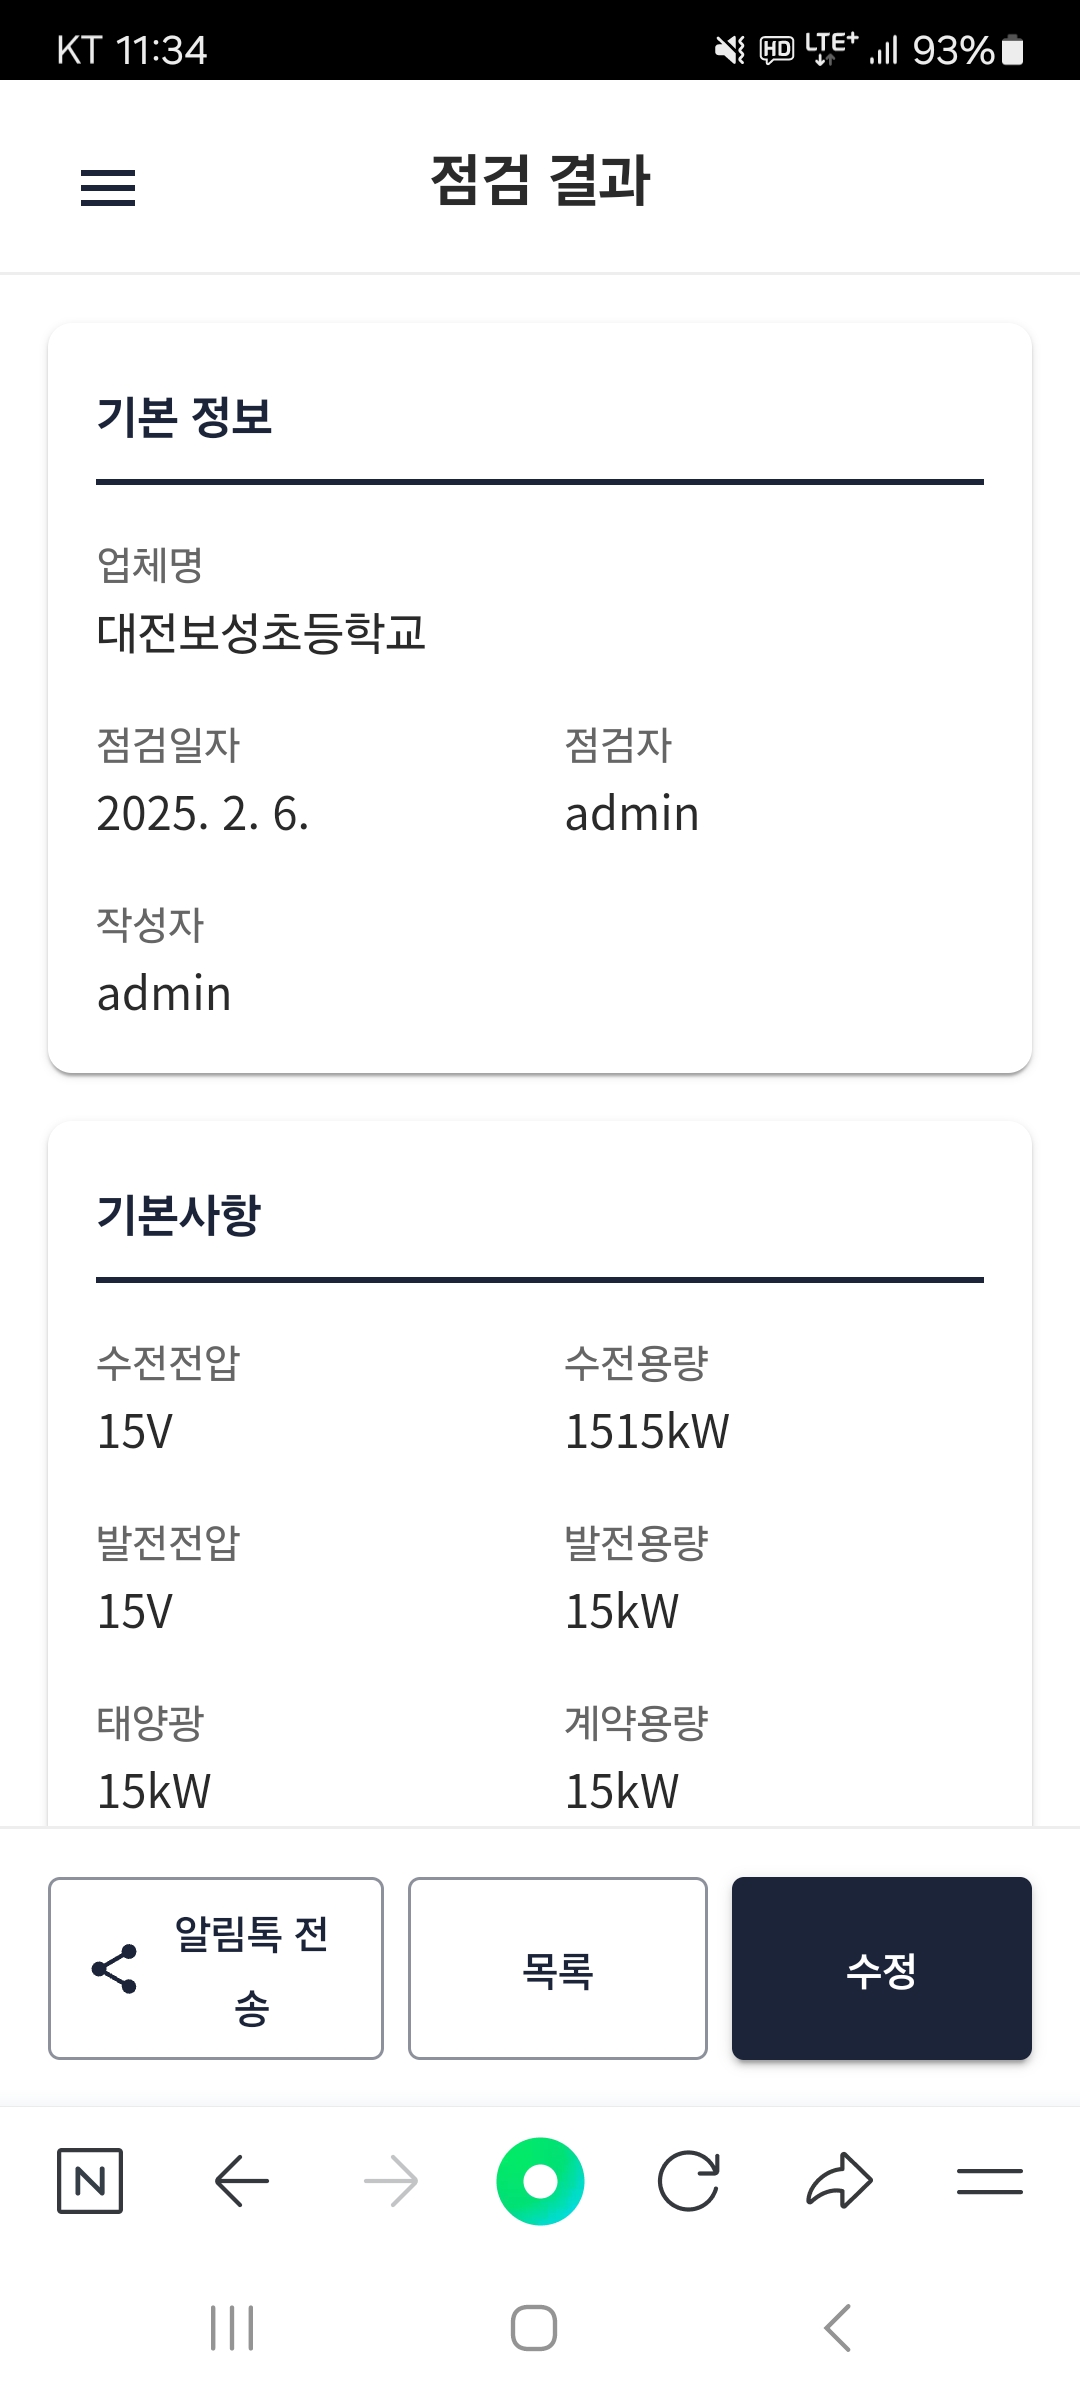 KT 11:34 HD LTE+ 93%
점검 결과
기본 정보
업체명
대전보성초등학교
점검일자 점검자
2025. 2. 6. admin
작성자
admin
기본사항
수전전압 수전용량
15V 1515kW
발전전압 발전용량
15V 15kW
태양광 계약용량
15kW 15kW
알림톡 전
송
목록
수정
N